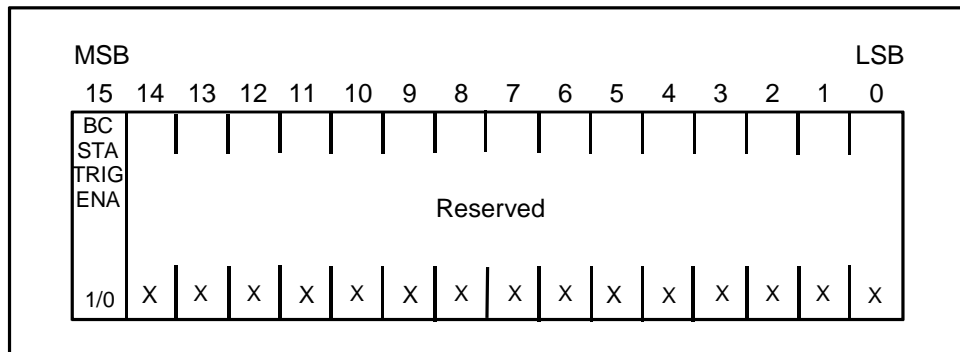 MSB LSB
15 14 13 12 11 10 9 8 7 6 5 4 3 2 1 0
BC
STA
TRIG
ENA
Reserved
1/0 X X X X X X X X X X X X X X X